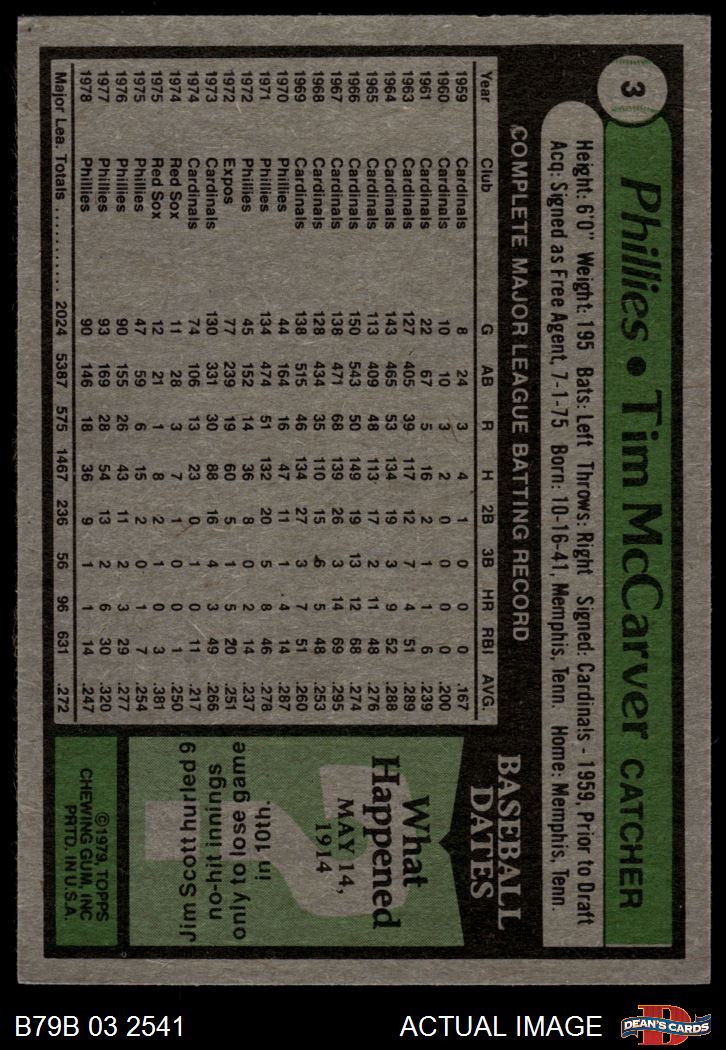 3
Phillies • Tim McCarver CATCHER
Height: 6'0" Weight: 195 Bats: Left Throws: Right Signed: Cardinals - 1959, Prior to Draft
Acq: Signed as Free Agent, 7-1-75 Born: 10-16-41, Memphis, Tenn. Home: Memphis, Tenn.
COMPLETE MAJOR LEAGUE BATTING RECORD
Year Club G AB R H 2B 3B HR RBI AVG.
1959 Cardinals 8 24 3 4 1 0 0 0 .167
1960 Cardinals 10 10 3 2 0 0 0 0 .200
1961 Cardinals 22 67 5 16 2 1 1 6 .239
1963 Cardinals 127 405 39 117 12 7 4 51 .289
1964 Cardinals 143 465 53 134 19 3 9 52 .288
1965 Cardinals 113 409 48 113 17 2 11 48 .276
1966 Cardinals 150 543 50 149 19 13 12 68 .274
1967 Cardinals 138 471 68 139 26 3 14 69 .295
1968 Cardinals 128 434 35 110 15 6 5 48 .253
1969 Cardinals 138 515 46 134 27 3 7 51 .260
1970 Phillies 44 164 16 47 11 1 4 14 .287
1971 Phillies 134 474 51 132 20 5 8 46 .278
1972 Phillies 45 152 14 36 8 0 2 14 .237
1972 Expos 77 239 19 60 5 1 5 20 .251
1973 Cardinals 130 331 30 88 16 4 3 49 .266
1974 Cardinals 74 106 13 23 0 1 0 11 .217
1974 Red Sox 11 28 3 7 1 0 0 1 .250
1975 Red Sox 12 21 1 8 2 1 0 3 .381
1975 Phillies 47 59 6 15 2 0 1 7 .254
1976 Phillies 90 155 26 43 11 2 3 29 .277
1977 Phillies 93 169 28 54 13 2 6 30 .320
1978 Phillies 90 146 18 36 9 1 1 14 .247
Major Lea. Totals .......... 2024 5387 575 1467 236 56 96 631 .272
BASEBALL
DATES
What
Happened
MAY 14,
1914
?
Jim Scott hurled 9
no-hit innings
only to lose game
in 10th.
©1979, TOPPS
CHEWING GUM, INC
PRTD. IN U.S.A.
B79B 03 2541 ACTUAL IMAGE
D
DEAN'S CARDS